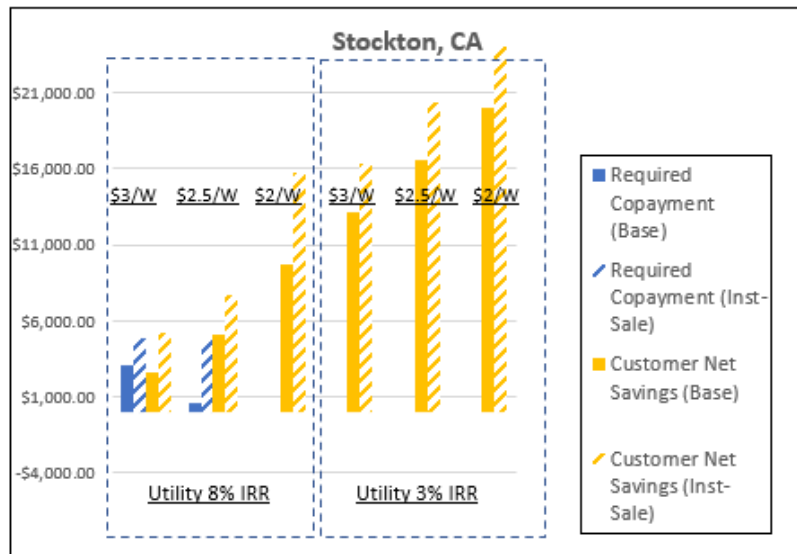 Stockton, CA
$21,000.00
$16,000.00
$11,000.00
$6,000.00
$1,000.00
-$4,000.00
$3/W $2.5/W $2/W $3/W $2.5/W $2/W
Utility 8% IRR Utility 3% IRR
Required
Copayment
(Base)
Required
Copayment (Inst-
Sale)
Customer Net
Savings (Base)
Customer Net
Savings (Inst-
Sale)